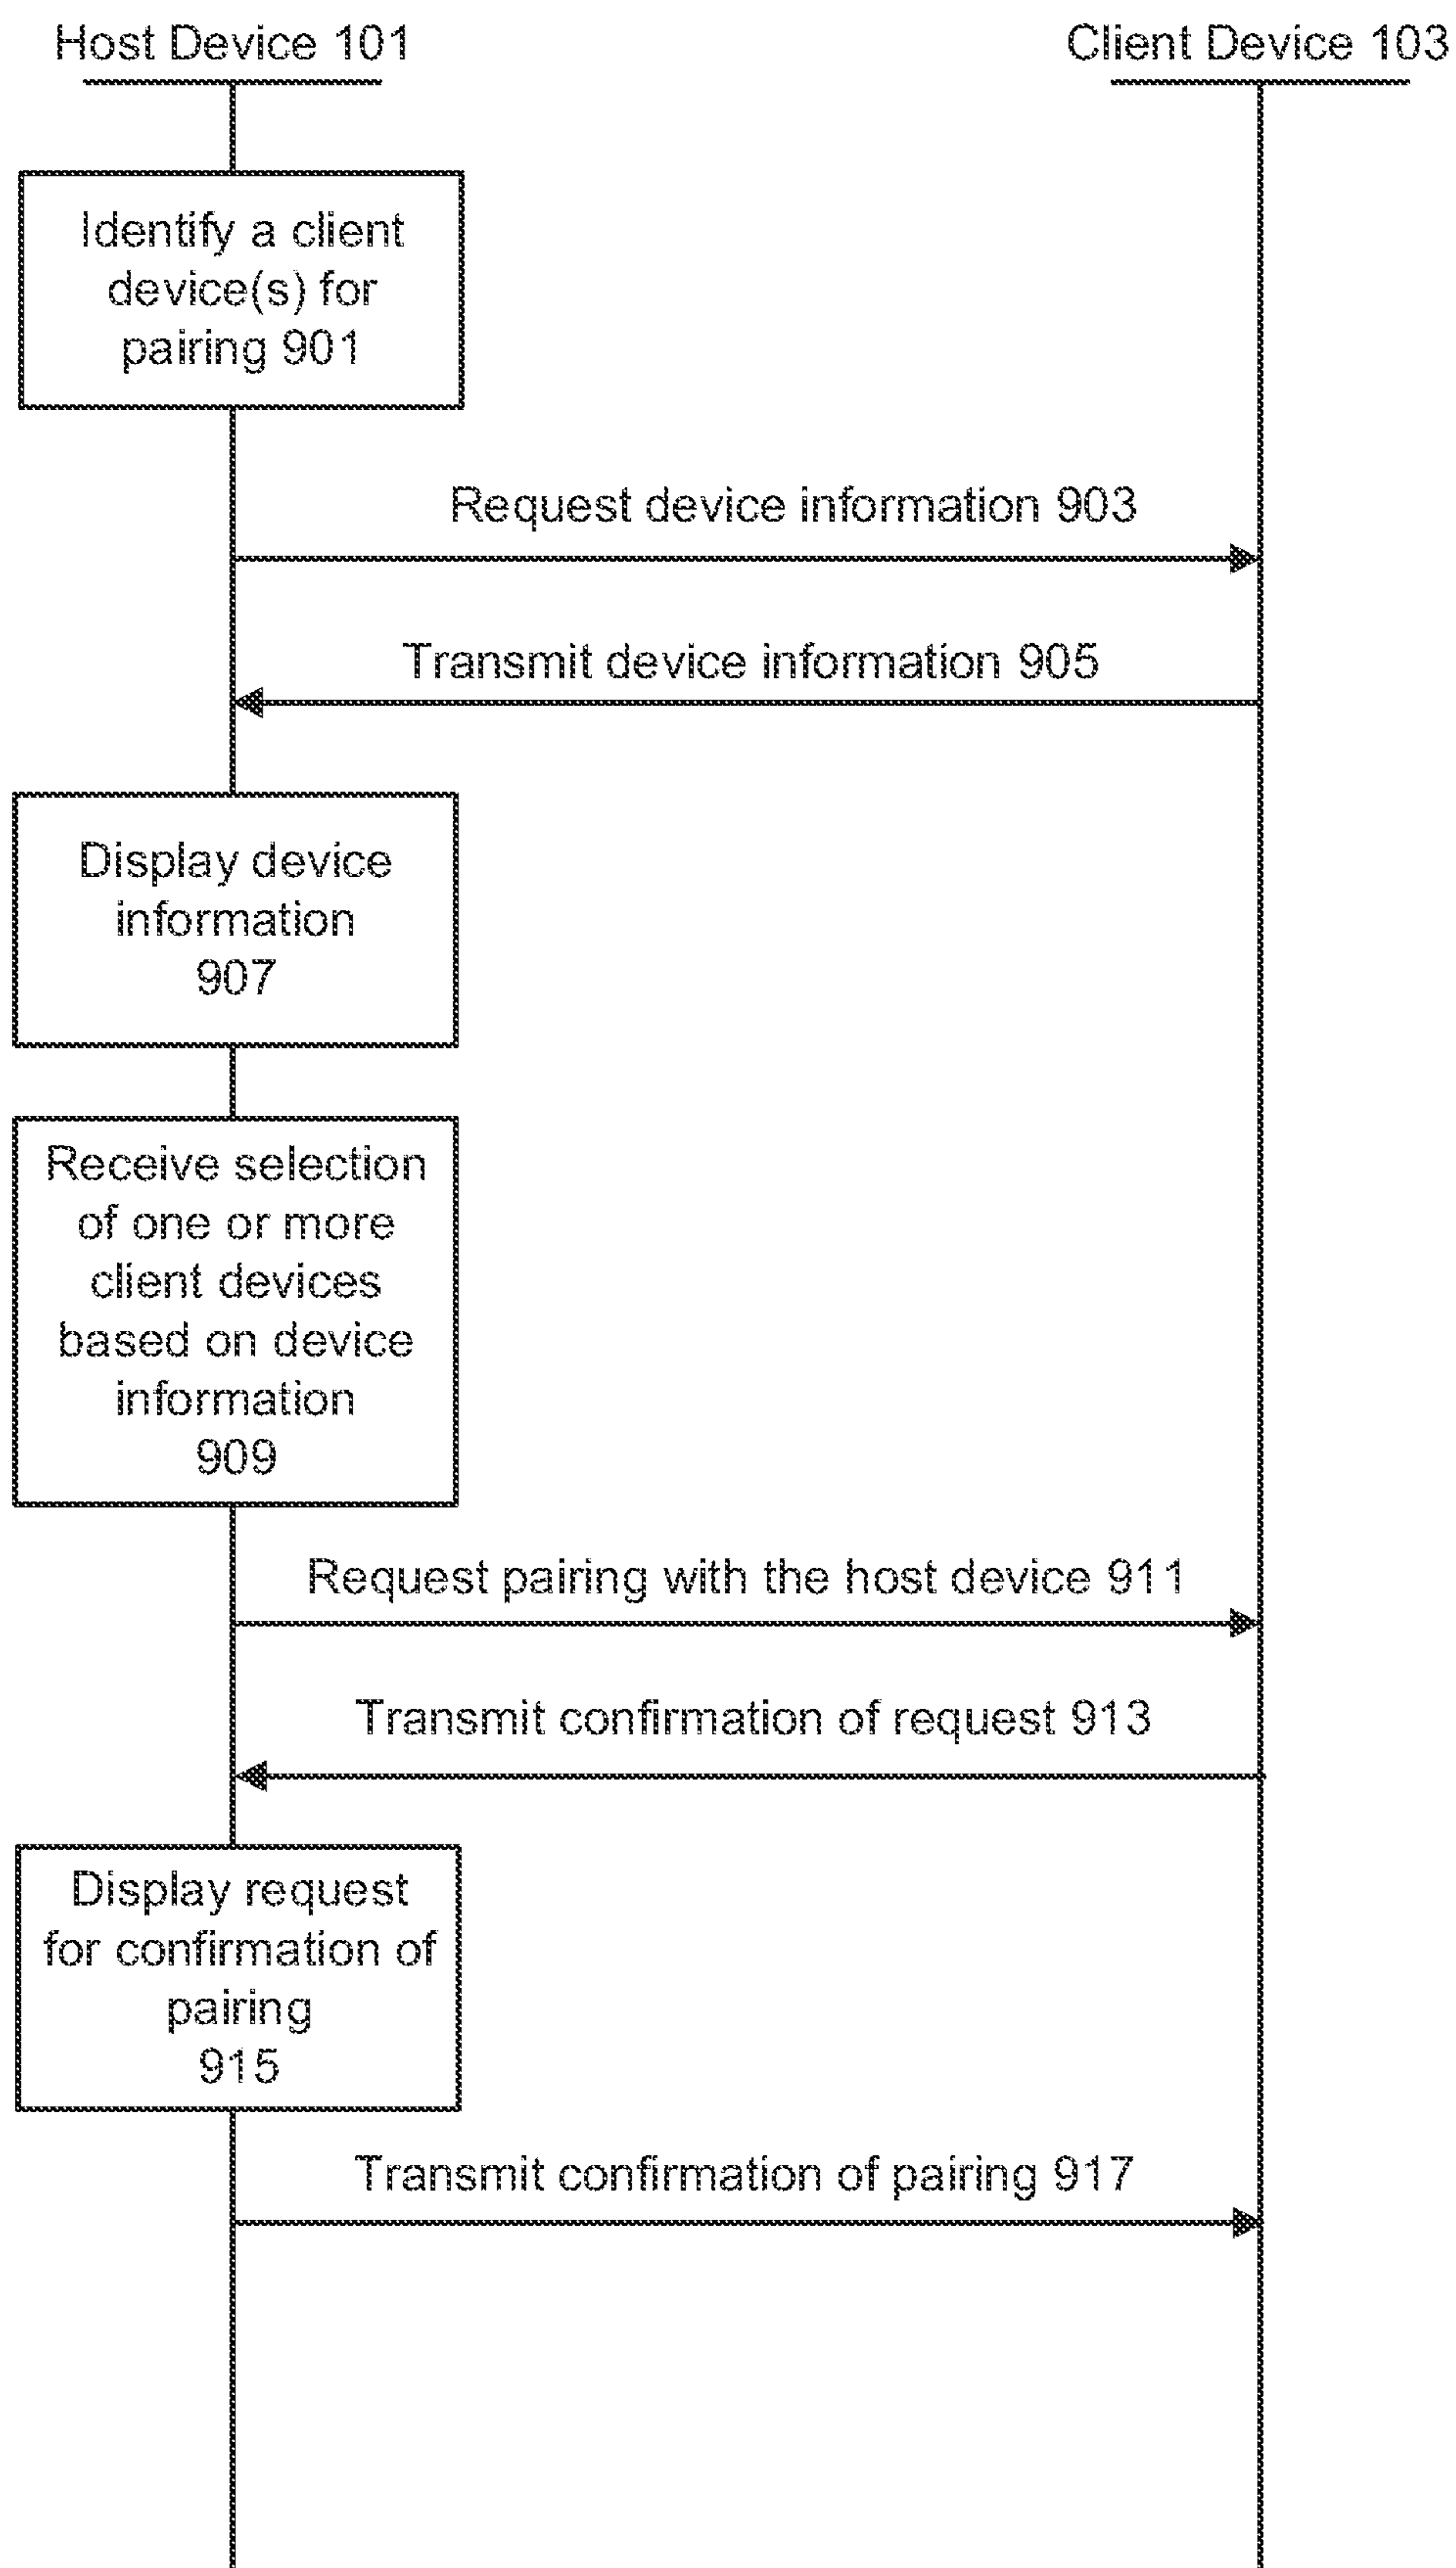 Host Device 101
Client Device 103
Identify a client
device(s) for
pairing 901
Request device information 903
Transmit device information 905
Display device
information
907
Receive selection
of one or more
client devices
based on device
information
909
Request pairing with the host device 911
Transmit confirmation of request 913
Display request
for confirmation of
pairing
915
Transmit confirmation of pairing 917